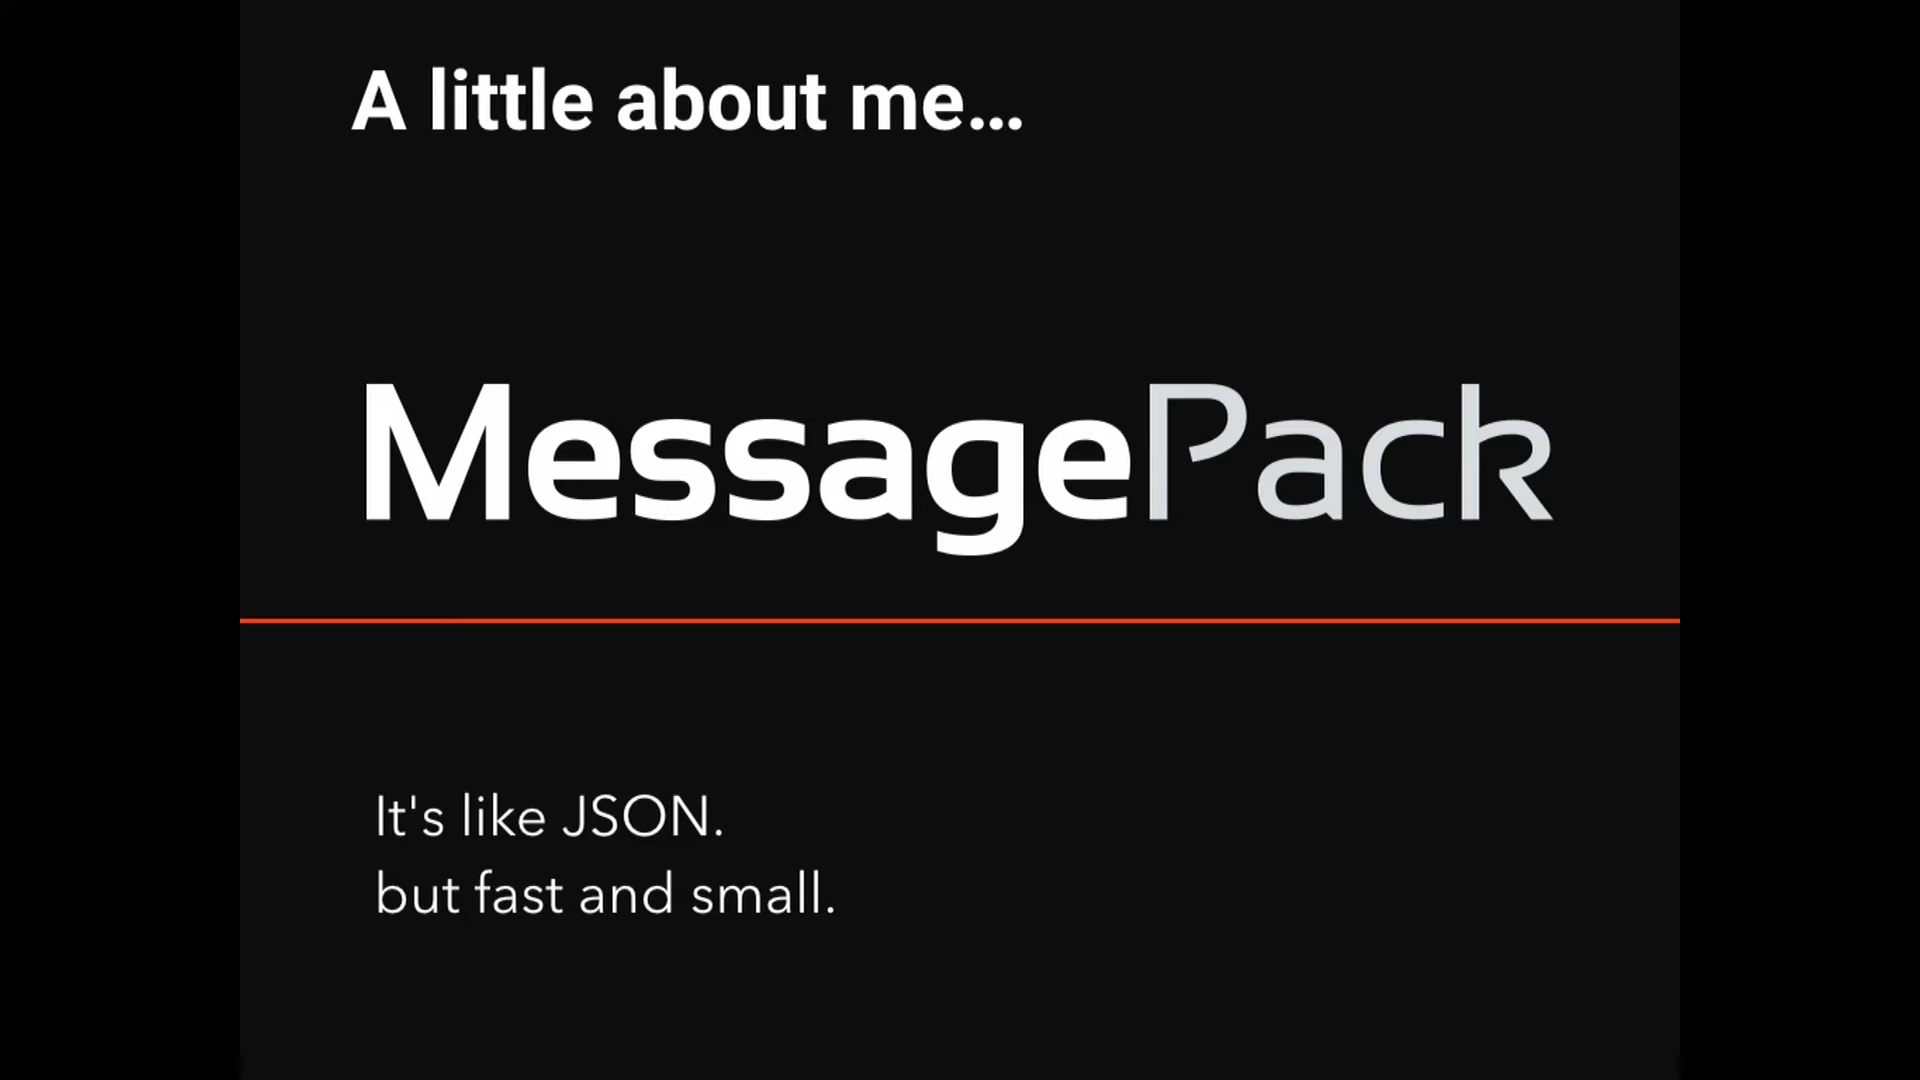 A little about me...
MessagePack
It's like JSON.
but fast and small.